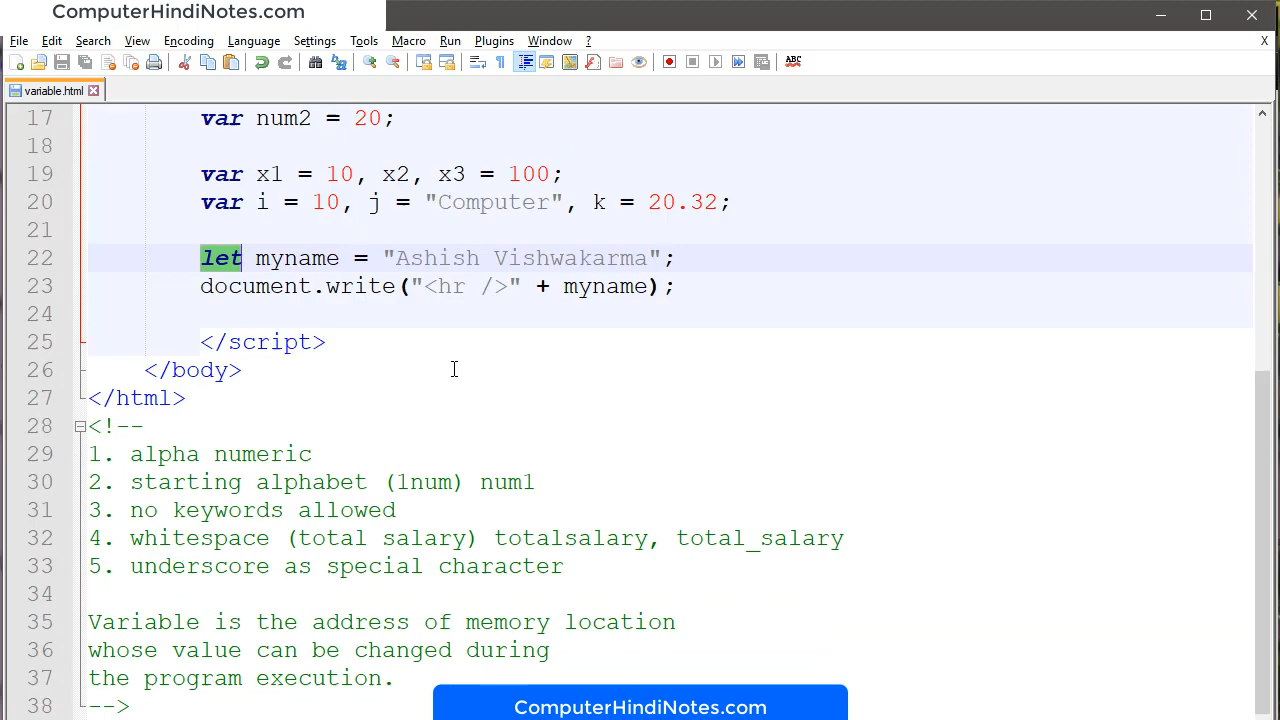 ComputerHindiNotes.com
File Edit Search View Encoding Language Settings Tools Macro Run Plugins Window ? X
ABC
variable.html
17 var num2 = 20;
18
19 var x1 = 10, x2, x3 = 100;
20 var i = 10, j = "Computer", k = 20.32;
21
22 let myname = "Ashish Vishwakarma";
23 document.write("<hr />" + myname);
24
25 </script>
26 </body>
27 </html>
28 <!--
29 1. alpha numeric
30 2. starting alphabet (1num) num1
31 3. no keywords allowed
32 4. whitespace (total salary) totalsalary, total_salary
33 5. underscore as special character
34
35 Variable is the address of memory location
36 whose value can be changed during
37 the program execution.
38 -->
ComputerHindiNotes.com